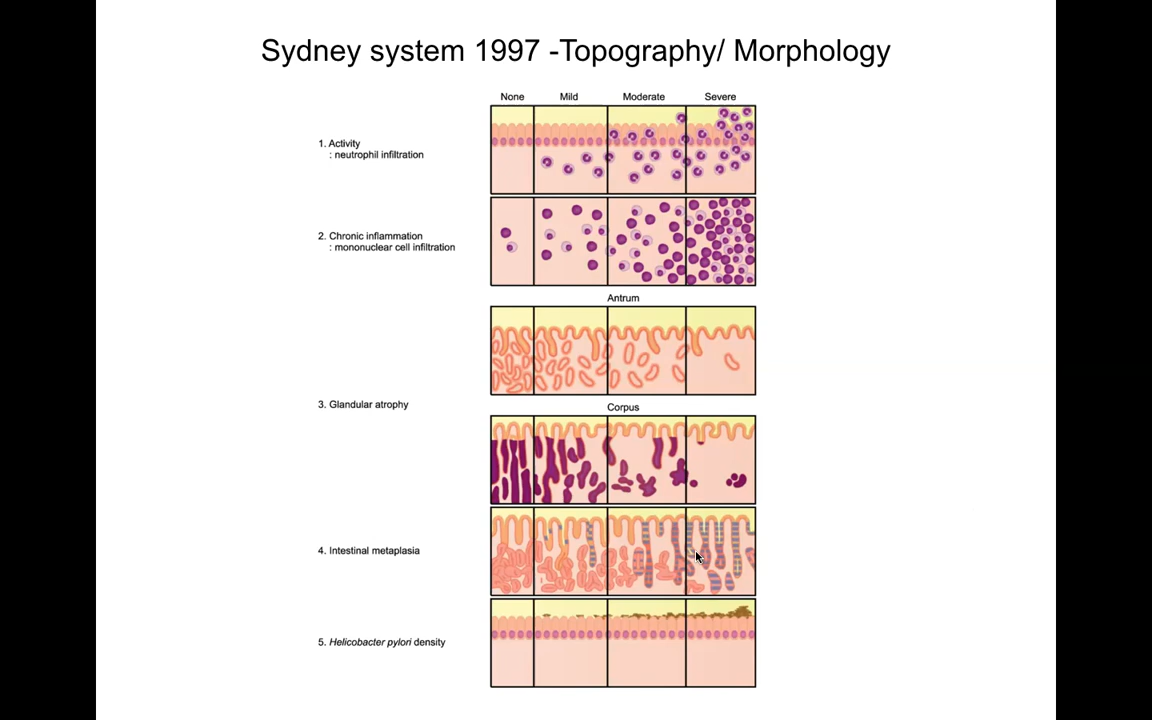 Sydney system 1997 -Topography/ Morphology
None Mild Moderate Severe
1. Activity
: neutrophil infiltration
2. Chronic inflammation
: mononuclear cell infiltration
Antrum
3. Glandular atrophy
Corpus
4. Intestinal metaplasia
5. Helicobacter pylori density